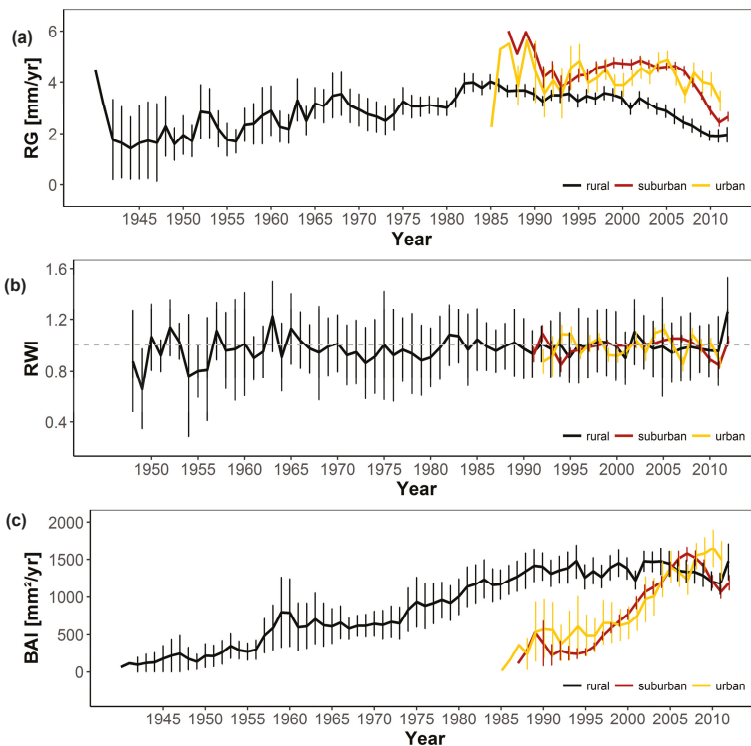 (a)
RG [mm/yr]
6
4
2
0
rural suburban urban
1945 1950 1955 1960 1965 1970 1975 1980 1985 1990 1995 2000 2005 2010
Year
(b)
RWI
1.6
1.2
0.8
0.4
rural suburban urban
1950 1955 1960 1965 1970 1975 1980 1985 1990 1995 2000 2005 2010
Year
(c)
BAI [mm²/yr]
2000
1500
1000
500
0
rural suburban urban
1945 1950 1955 1960 1965 1970 1975 1980 1985 1990 1995 2000 2005 2010
Year